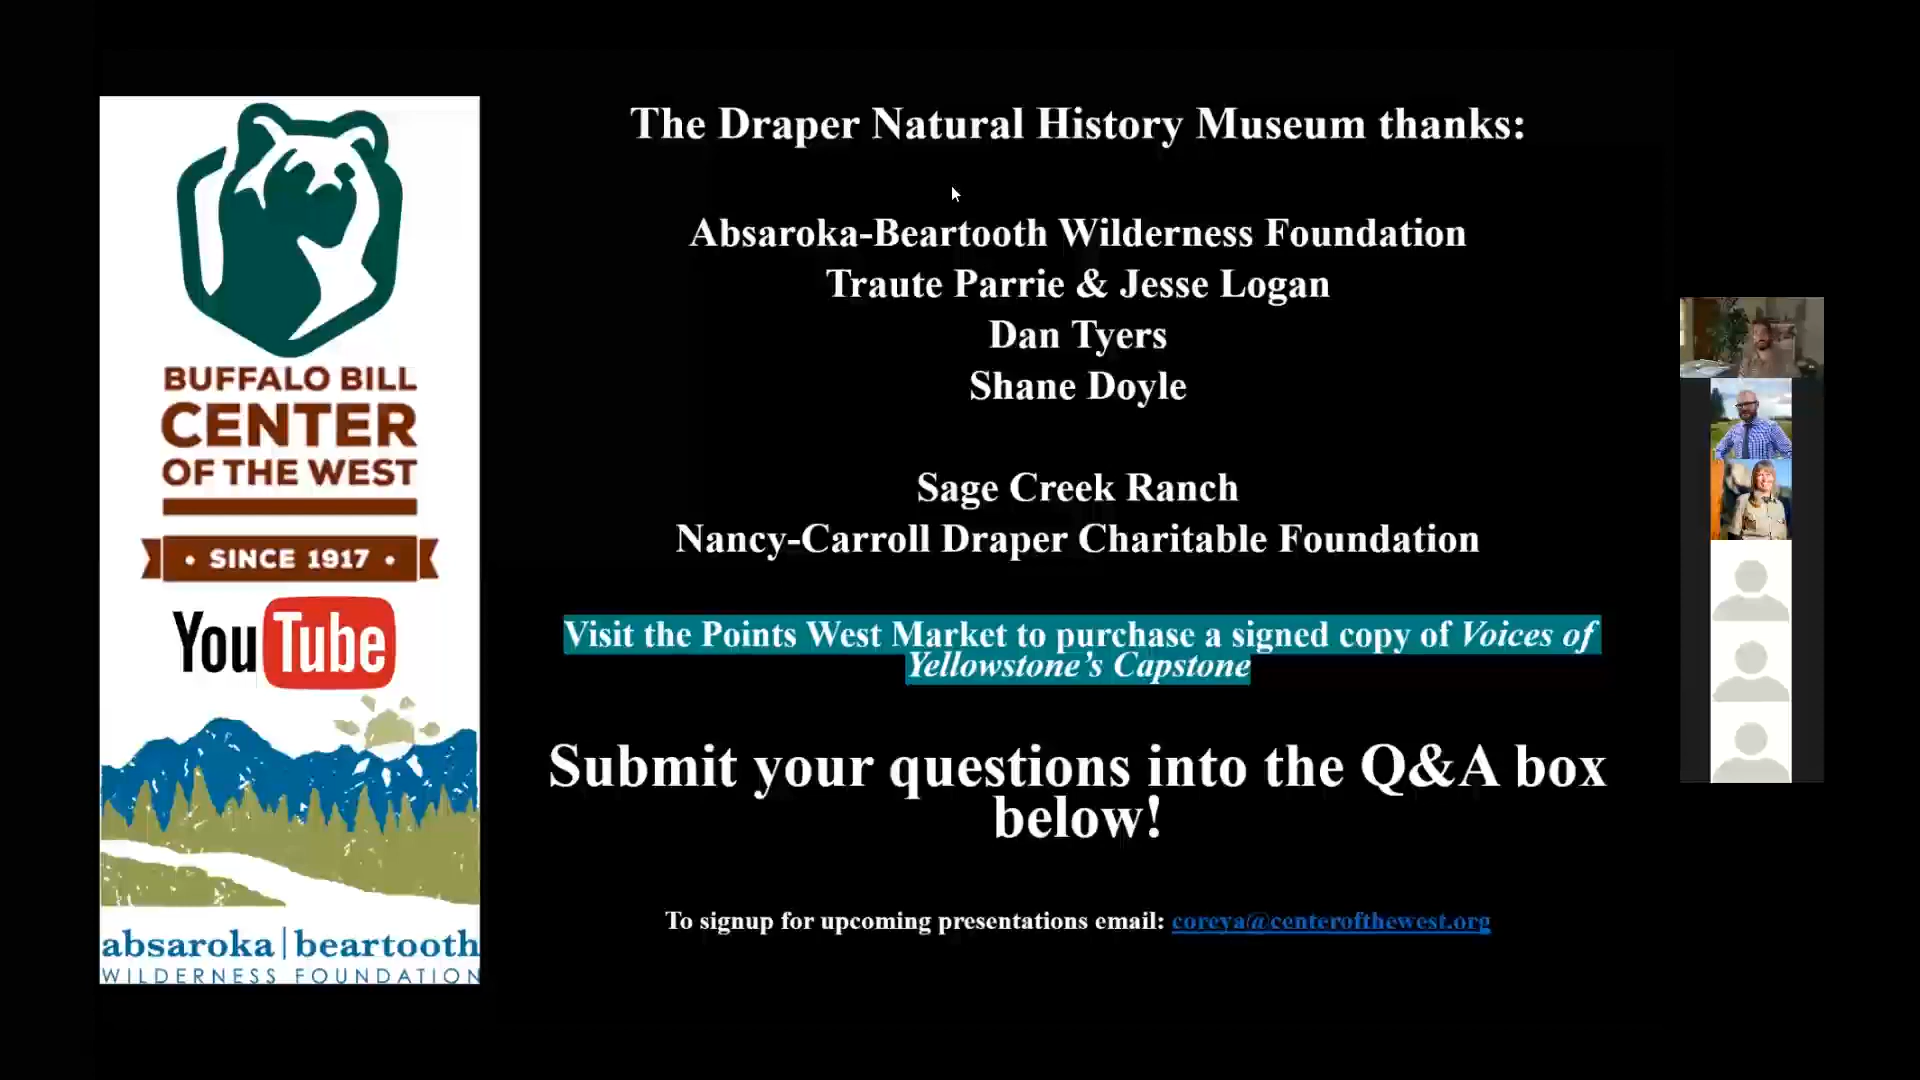 BUFFALO BILL
CENTER
OF THE WEST
• SINCE 1917 •
YouTube
absaroka|beartooth
WILDERNESS FOUNDATION
The Draper Natural History Museum thanks:
Absaroka-Beartooth Wilderness Foundation
Traute Parrie & Jesse Logan
Dan Tyers
Shane Doyle
Sage Creek Ranch
Nancy-Carroll Draper Charitable Foundation
Visit the Points West Market to purchase a signed copy of Voices of
Yellowstone’s Capstone
Submit your questions into the Q&A box
below!
To signup for upcoming presentations email: coreya@centerofthewest.org